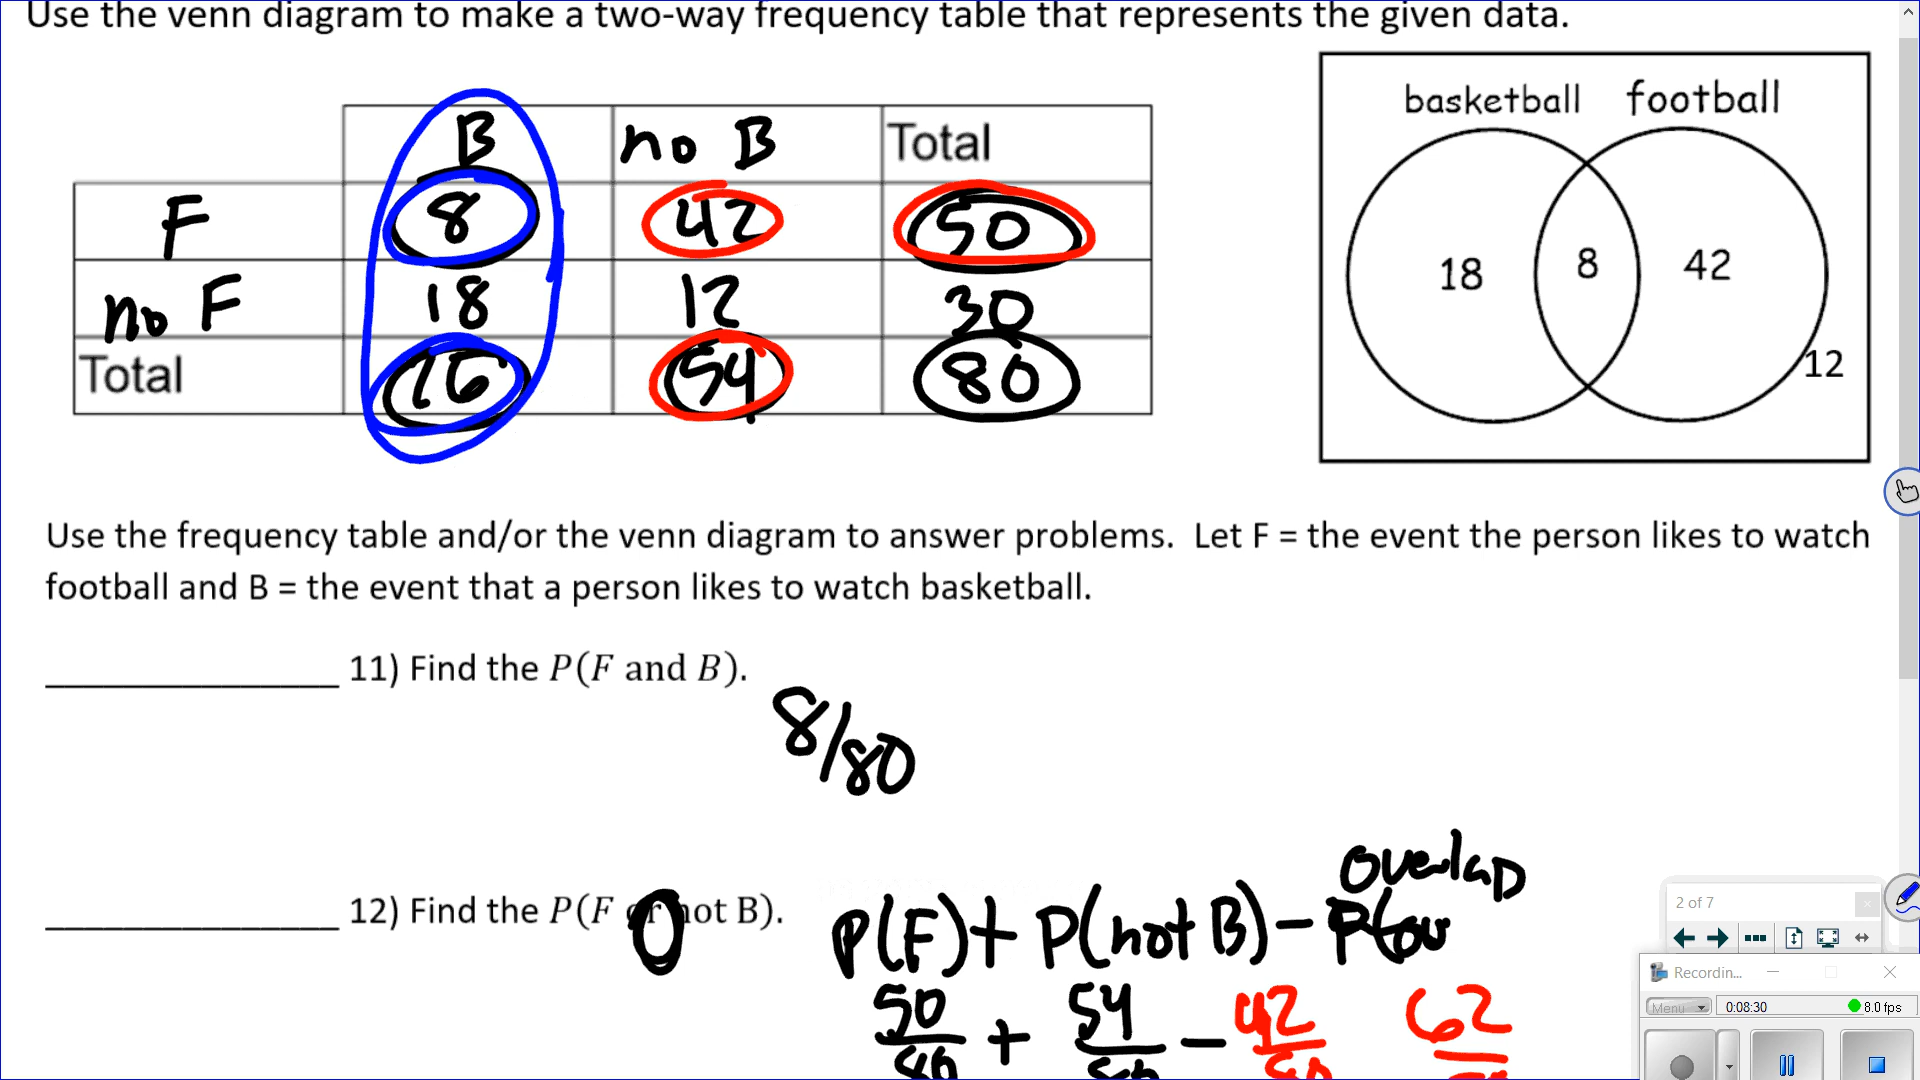 Use the venn diagram to make a two-way frequency table that represents the given data.
B no B Total
F 8 42 50
no F 18 12 30
Total 26 54 80
basketball football
18 8 42
12
Use the frequency table and/or the venn diagram to answer problems. Let F = the event the person likes to watch
football and B = the event that a person likes to watch basketball.
11) Find the P(F and B).
8/80
12) Find the P(F or not B).
overlap
P(F) + P(not B) - P(ov
50 + 54 - 42 62
80 80 80
2 of 7
Recordin...
Menu 0:08:30 8.0 fps